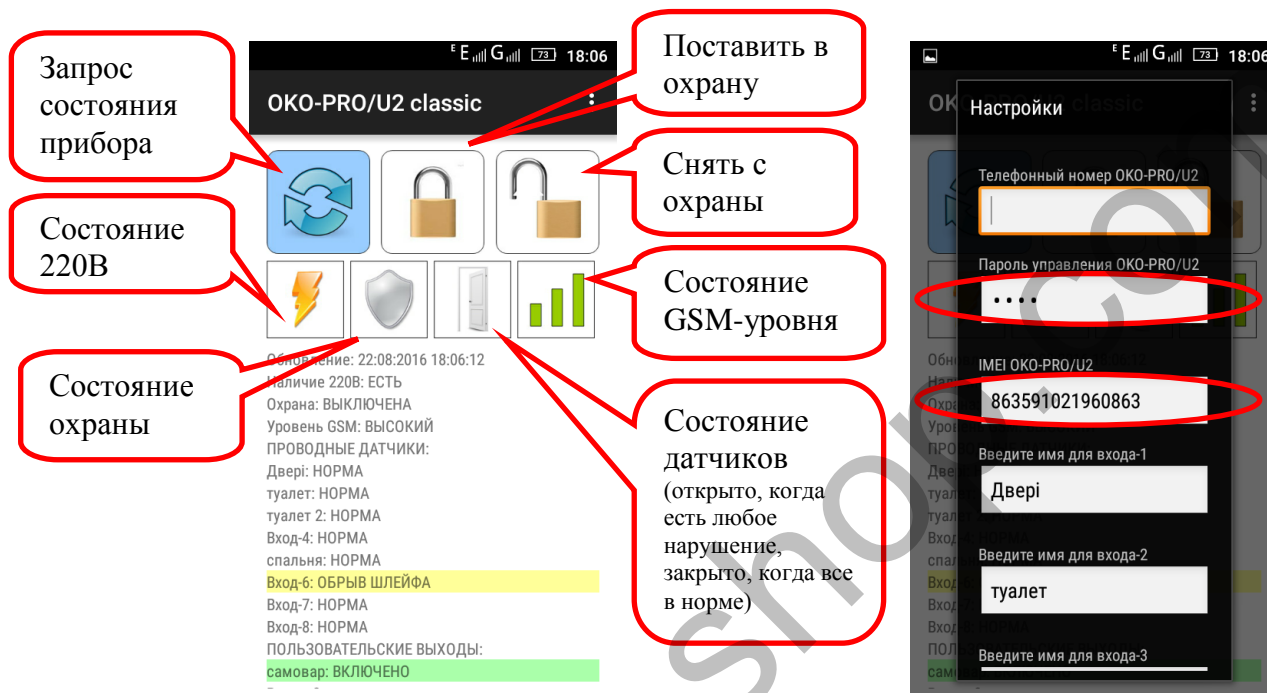 Запрос
состояния
прибора
Состояние
220В
Состояние
охраны
18:06
OKO-PRO/U2 classic
Обновление: 22:08:2016 18:06:12
Наличие 220В: ЕСТЬ
Охрана: ВЫКЛЮЧЕНА
Уровень GSM: ВЫСОКИЙ
ПРОВОДНЫЕ ДАТЧИКИ:
Двері: НОРМА
туалет: НОРМА
туалет 2: НОРМА
Вход-4: НОРМА
спальня: НОРМА
Вход-6: ОБРЫВ ШЛЕЙФА
Вход-7: НОРМА
Вход-8: НОРМА
ПОЛЬЗОВАТЕЛЬСКИЕ ВЫХОДЫ:
самовар: ВКЛЮЧЕНО
Поставить в
охрану
Снять с
охраны
Состояние
GSM-уровня
Состояние
датчиков
(открыто, когда
есть любое
нарушение,
закрыто, когда все
в норме)
E E G 73 18:06
Настройки
Телефонный номер OKO-PRO/U2
Пароль управления OKO-PRO/U2
••••
IMEI OKO-PRO/U2
863591021960863
Введите имя для входа-1
Двері
Введите имя для входа-2
туалет
Введите имя для входа-3
shop.com